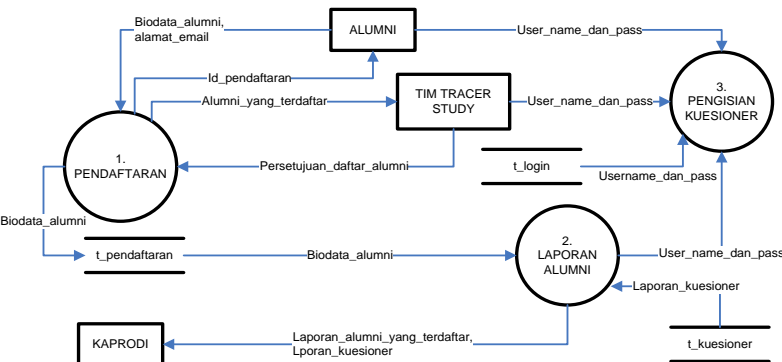 Biodata_alumni,
alamat_email
ALUMNI
User_name_dan_pass
Id_pendaftaran
Alumni_yang_terdaftar
TIM TRACER
STUDY
User_name_dan_pass
3.
PENGISIAN
KUESIONER
1.
PENDAFTARAN
Persetujuan_daftar_alumni
t_login
Username_dan_pass
Biodata_alumni
t_pendaftaran
Biodata_alumni
2.
LAPORAN
ALUMNI
User_name_dan_pass
Laporan_kuesioner
KAPRODI
Laporan_alumni_yang_terdaftar,
Lporan_kuesioner
t_kuesioner